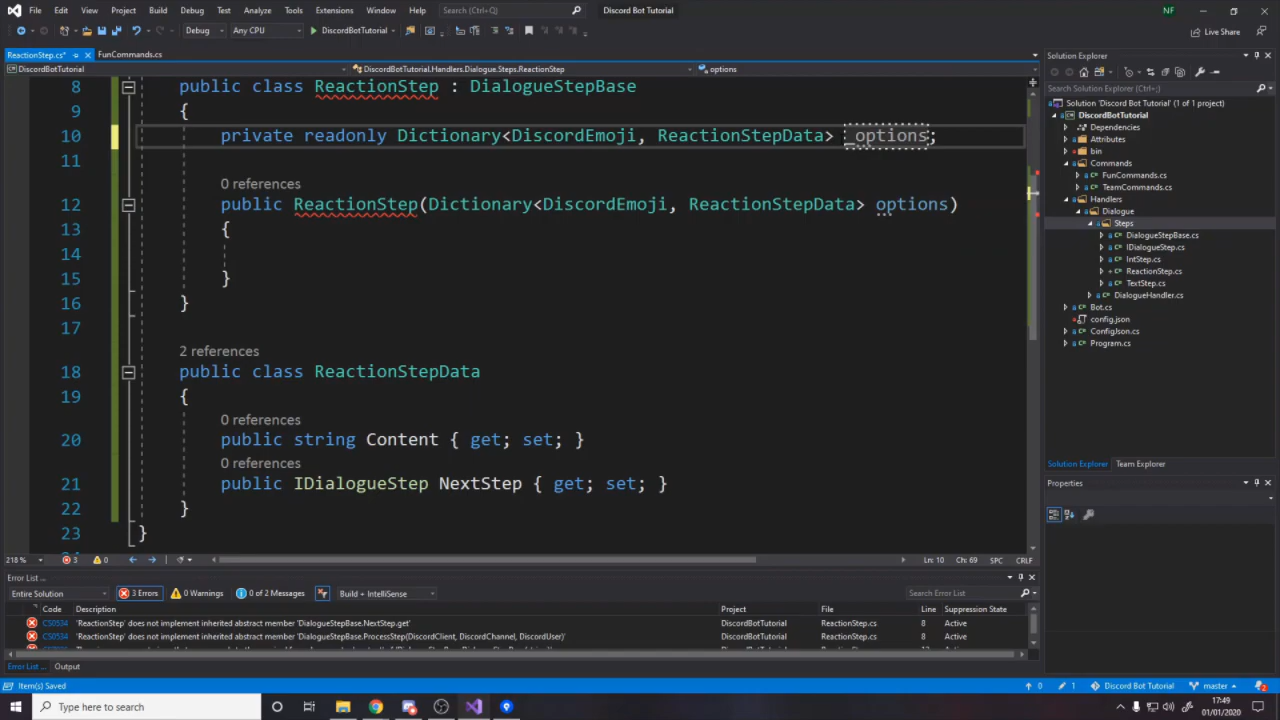 File Edit View Project Build Debug Test Analyze Tools Extensions Window Help Search (Ctrl+Q) Discord Bot Tutorial NF
Debug Any CPU DiscordBotTutorial Live Share
ReactionStep.cs* FunCommands.cs
DiscordBotTutorial DiscordBotTutorial.Handlers.Dialogue.Steps.ReactionStep _options
8 public class ReactionStep : DialogueStepBase
9 {
10 private readonly Dictionary<DiscordEmoji, ReactionStepData> _options;
11
0 references
12 public ReactionStep(Dictionary<DiscordEmoji, ReactionStepData> options)
13 {
14
15 }
16 }
17
2 references
18 public class ReactionStepData
19 {
0 references
20 public string Content { get; set; }
0 references
21 public IDialogueStep NextStep { get; set; }
22 }
23 }
218 % 3 0 Ln: 10 Ch: 69 SPC CRLF
Error List ...
Entire Solution 3 Errors 0 Warnings 0 of 2 Messages Build + IntelliSense Search Error List
Code Description Project File Line Suppression State
CS0534 'ReactionStep' does not implement inherited abstract member 'DialogueStepBase.NextStep.get' DiscordBotTutorial ReactionStep.cs 8 Active
CS0534 'ReactionStep' does not implement inherited abstract member 'DialogueStepBase.ProcessStep(DiscordClient, DiscordChannel, DiscordUser)' DiscordBotTutorial ReactionStep.cs 8 Active
Error List ... Output
Solution Explorer
Search Solution Explorer (Ctrl+;)
Solution 'Discord Bot Tutorial' (1 of 1 project)
DiscordBotTutorial
Dependencies
Attributes
bin
Commands
FunCommands.cs
TeamCommands.cs
Handlers
Dialogue
Steps
DialogueStepBase.cs
IDialogueStep.cs
IntStep.cs
ReactionStep.cs
TextStep.cs
DialogueHandler.cs
Bot.cs
config.json
ConfigJson.cs
Program.cs
Solution Explorer Team Explorer
Properties
Item(s) Saved 0 1 Discord Bot Tutorial master 2
Type here to search 17:49
01/01/2020